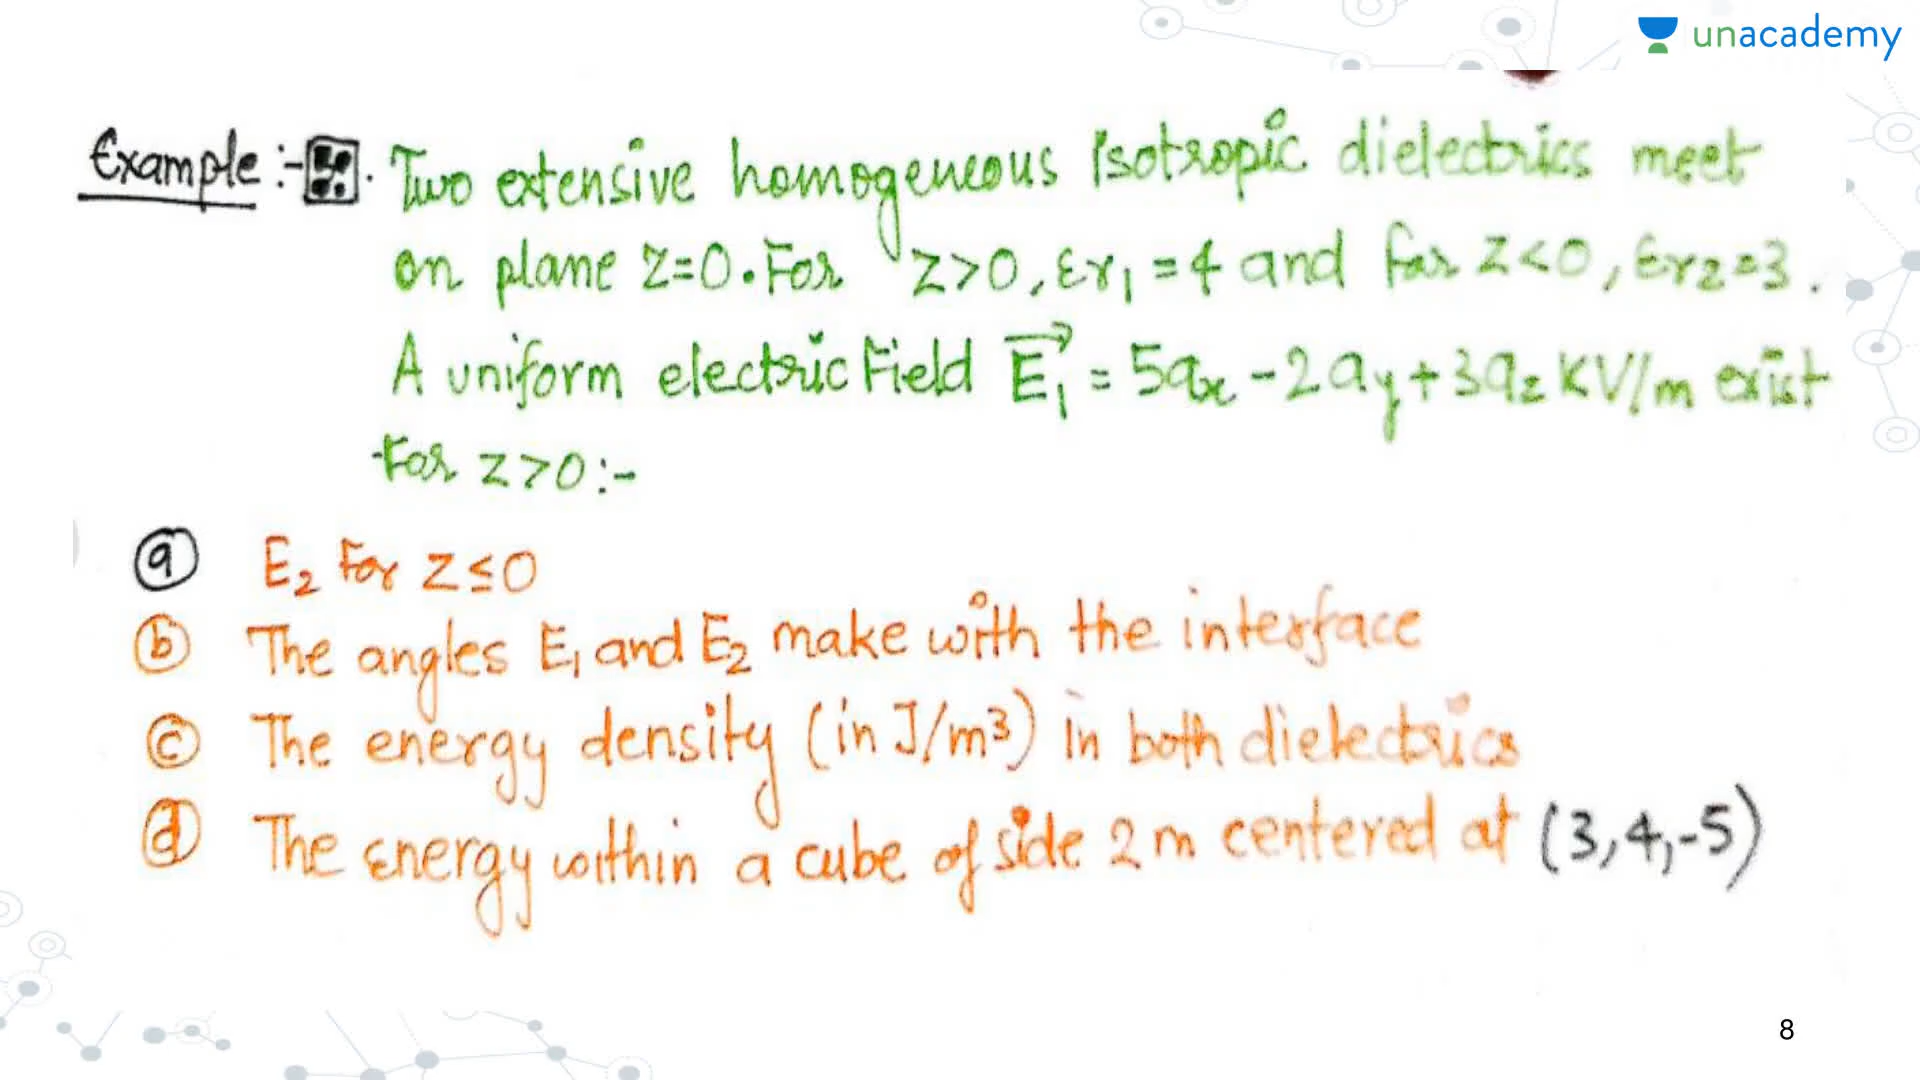 unacademy
Example :- . Two extensive homogeneous Isotropic dielectrics meet
on plane Z=0. For Z>0, εr₁ = 4 and for Z<0, εr₂=3.
A uniform electric Field E₁⃗ = 5aₓ - 2a𝑦 + 3a𝓏 KV/m exist
For Z>0:-
ⓐ E₂ For Z≤0
ⓑ The angles E₁ and E₂ make with the interface
ⓒ The energy density (in J/m³) in both dielectrics
ⓓ The energy within a cube of side 2m centered at (3,4,-5)
8